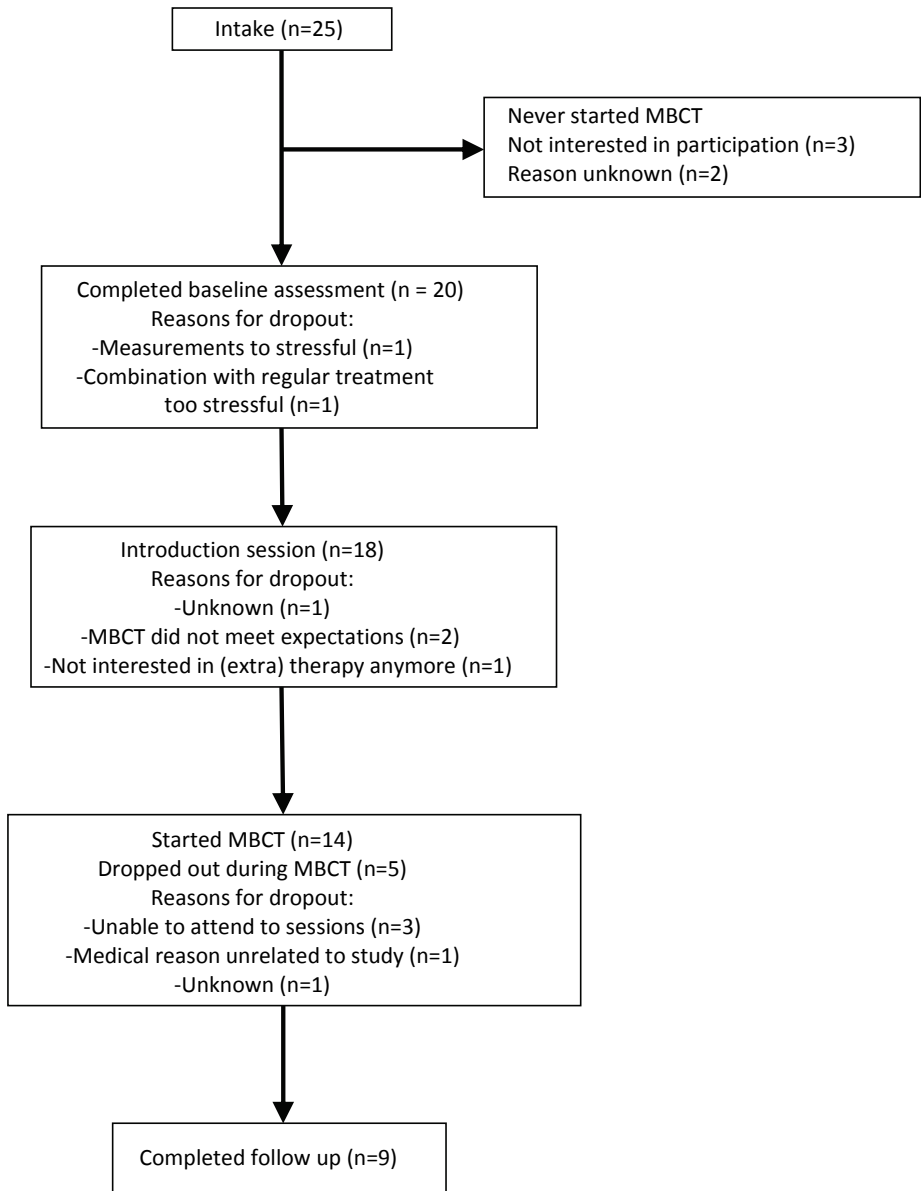 Intake (n=25)
Never started MBCT
Not interested in participation (n=3)
Reason unknown (n=2)
Completed baseline assessment (n = 20)
Reasons for dropout:
-Measurements to stressful (n=1)
-Combination with regular treatment
too stressful (n=1)
Introduction session (n=18)
Reasons for dropout:
-Unknown (n=1)
-MBCT did not meet expectations (n=2)
-Not interested in (extra) therapy anymore (n=1)
Started MBCT (n=14)
Dropped out during MBCT (n=5)
Reasons for dropout:
-Unable to attend to sessions (n=3)
-Medical reason unrelated to study (n=1)
-Unknown (n=1)
Completed follow up (n=9)